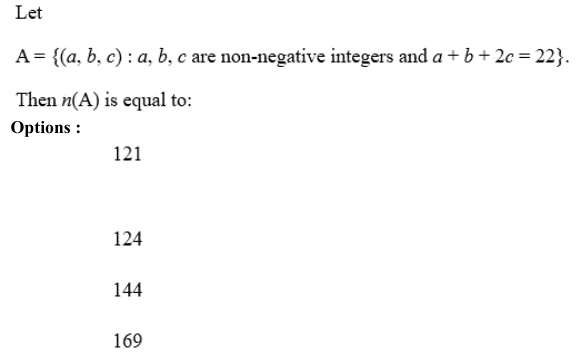 Let
A = {(a, b, c) : a, b, c are non-negative integers and a + b + 2c = 22}.
Then n(A) is equal to:
Options :
121
124
144
169